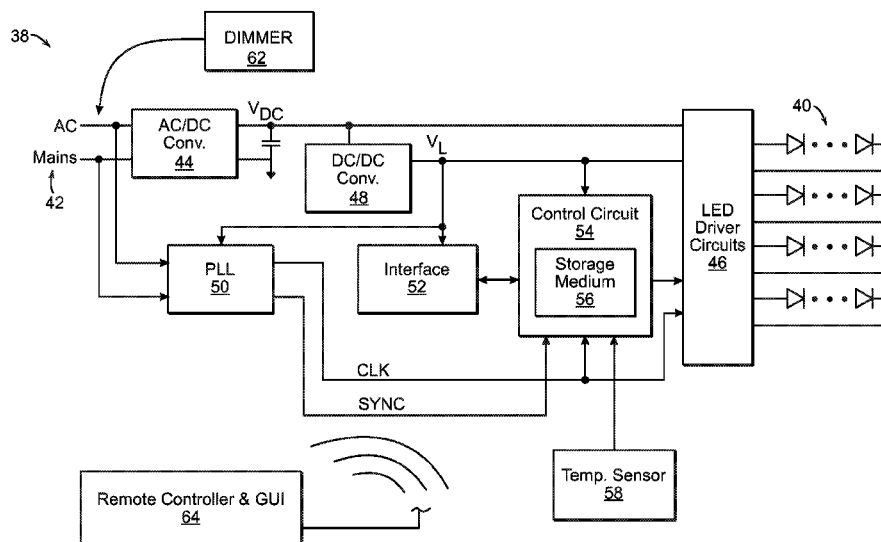 38
DIMMER
62
AC
Mains
42
AC/DC
Conv.
44
VDC
DC/DC
Conv.
48
VL
Control Circuit
54
Storage
Medium
56
LED
Driver
Circuits
46
40
PLL
50
Interface
52
CLK
SYNC
Temp. Sensor
58
Remote Controller & GUI
64